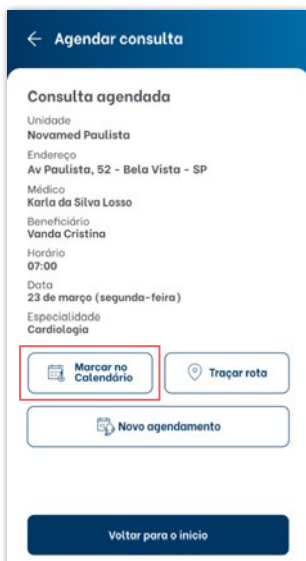 Agendar consulta
Consulta agendada
Unidade
Novamed Paulista
Endereço
Av Paulista, 52 - Bela Vista - SP
Médico
Karla da Silva Losso
Beneficiário
Vanda Cristina
Horário
07:00
Data
23 de março (segunda-feira)
Especialidade
Cardiologia
Marcar no
Calendário
Traçar rota
Novo agendamento
Voltar para o início